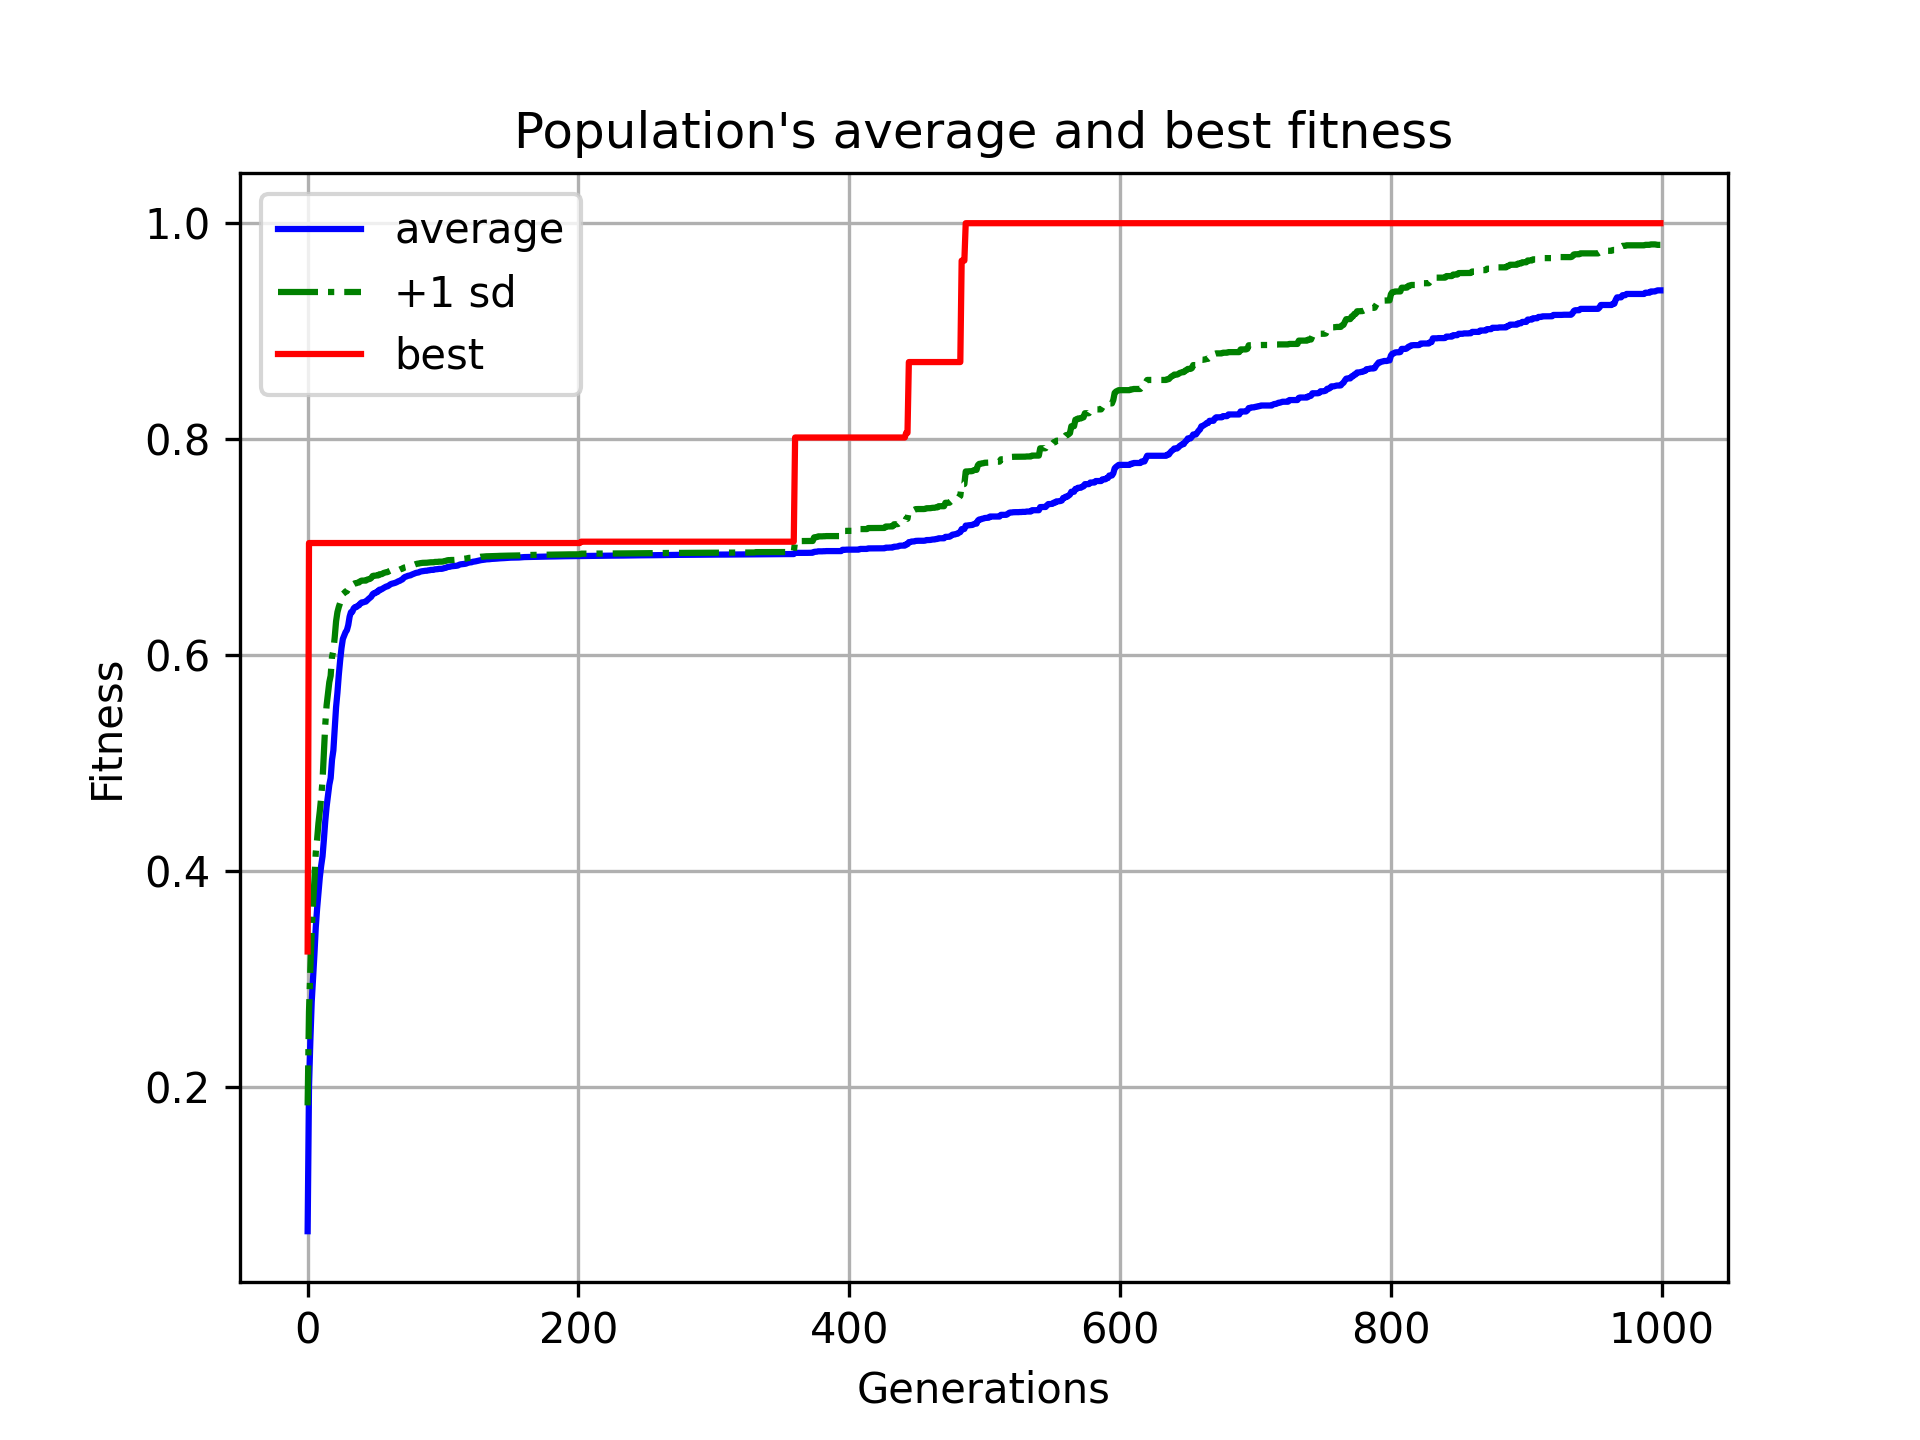 Population's average and best fitness
average
+1 sd
best
1.0
0.8
0.6
0.4
0.2
Fitness
0 200 400 600 800 1000
Generations